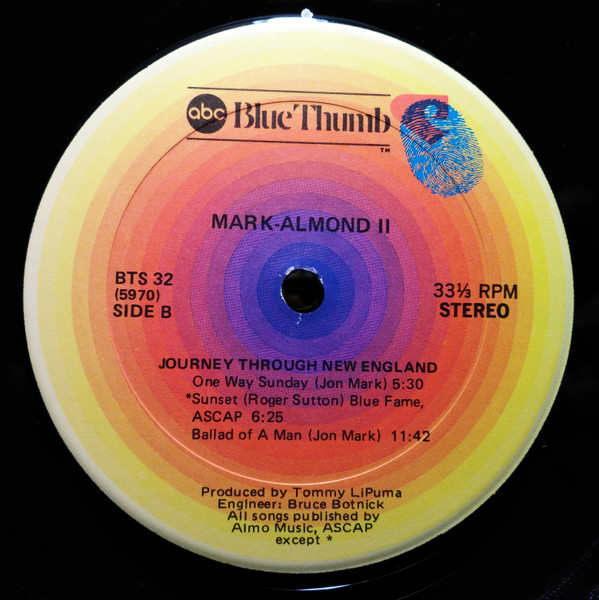 abc Blue Thumb
TM
MARK-ALMOND II
BTS 32
(5970)
SIDE B
33⅓ RPM
STEREO
JOURNEY THROUGH NEW ENGLAND
One Way Sunday (Jon Mark) 5:30
*Sunset (Roger Sutton) Blue Fame,
ASCAP 6:25
Ballad of A Man (Jon Mark) 11:42
Produced by Tommy LiPuma
Engineer: Bruce Botnick
All songs published by
Almo Music, ASCAP
except *